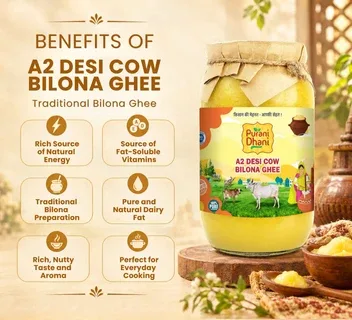 BENEFITS OF
A2 DESI COW
BILONA GHEE
Traditional Bilona Ghee
Rich Source
of Natural
Energy
Source of
Fat-Soluble
Vitamins
Traditional
Bilona
Preparation
Pure and
Natural Dairy
Fat
Rich, Nutty
Taste and
Aroma
Perfect for
Everyday
Cooking
Purani
Dhani
A2 DESI COW
BILONA GHEE